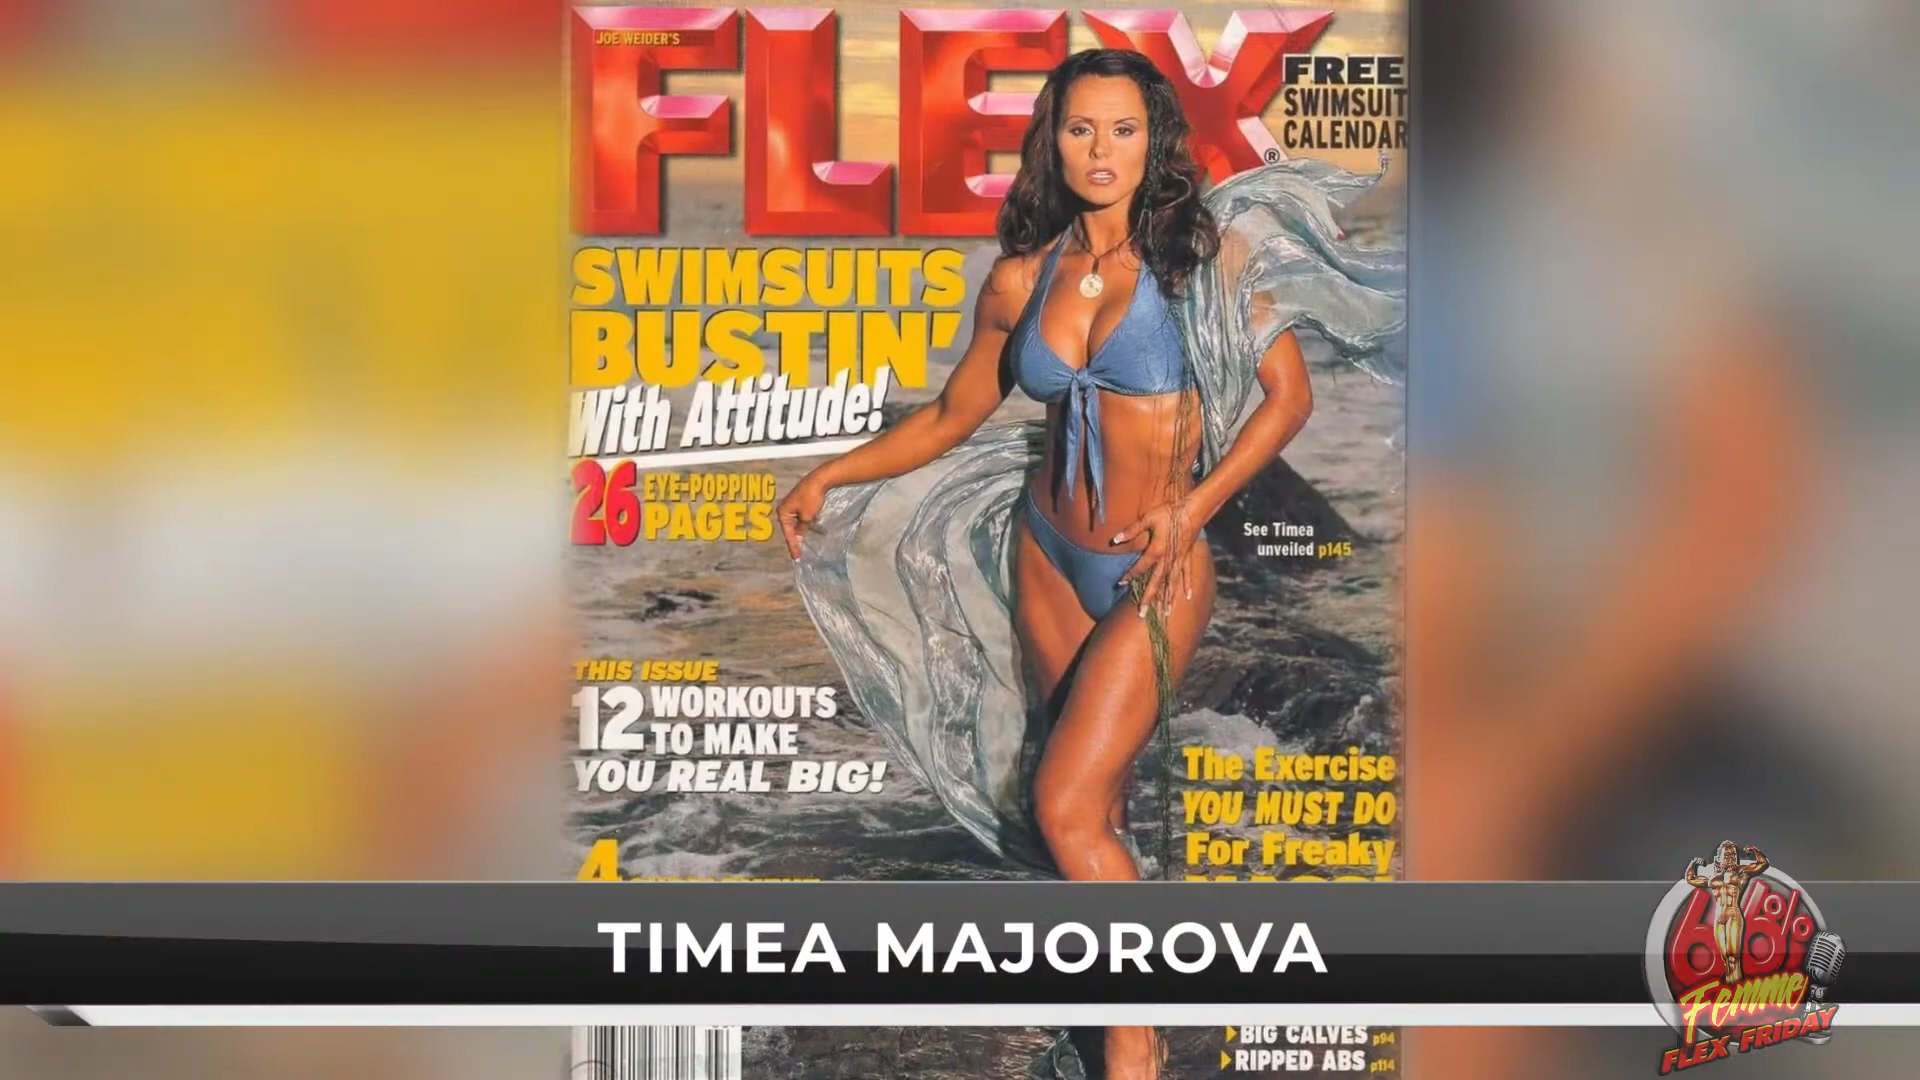 JOE WEIDER'S
FLEX®
FREE
SWIMSUIT
CALENDAR
SWIMSUITS
BUSTIN'
With Attitude!
26 EYE-POPPING
PAGES
See Timea
unveiled p145
THIS ISSUE
12 WORKOUTS
TO MAKE
YOU REAL BIG!
The Exercise
YOU MUST DO
For Freaky
4
TIMEA MAJOROVA
BIG CALVES p94
RIPPED ABS p114
Femme
FLEX FRIDAY